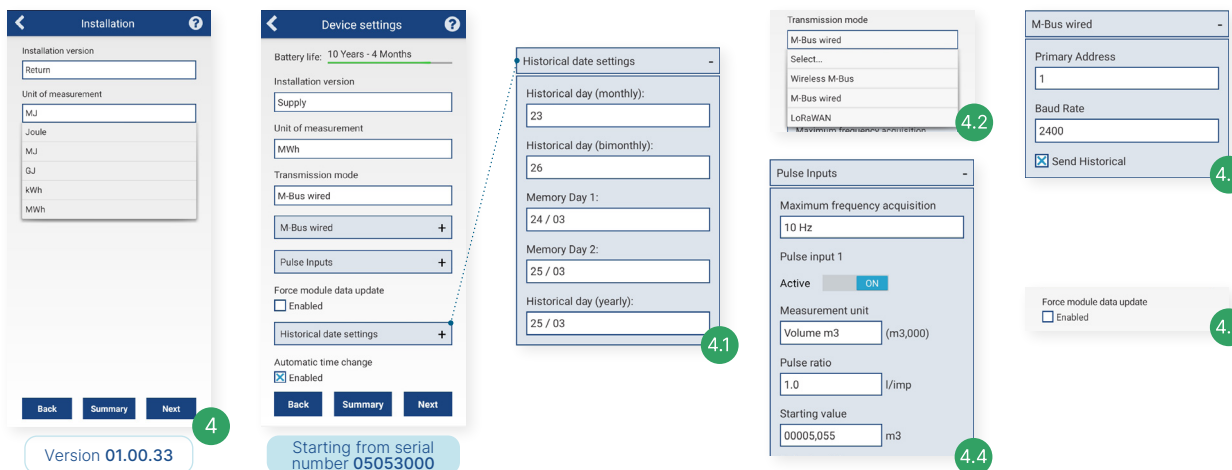 Installation
?
Installation version
Return
Unit of measurement
MJ
Joule
MJ
GJ
kWh
MWh
Back
Summary
Next
4
Version 01.00.33
Device settings
?
Battery life: 10 Years - 4 Months
Installation version
Supply
Unit of measurement
MWh
Transmission mode
M-Bus wired
M-Bus wired +
Pulse Inputs +
Force module data update
Enabled
Historical date settings +
Automatic time change
Enabled
Back
Summary
Next
Starting from serial
number 05053000
Historical date settings -
Historical day (monthly):
23
Historical day (bimonthly):
26
Memory Day 1:
24 / 03
Memory Day 2:
25 / 03
Historical day (yearly):
25 / 03
4.1
Transmission mode
M-Bus wired
Select...
Wireless M-Bus
M-Bus wired
LoRaWAN
Maximum frequency acquisition
4.2
Pulse Inputs -
Maximum frequency acquisition
10 Hz
Pulse input 1
Active ON
Measurement unit
Volume m3 (m3,000)
Pulse ratio
1.0 l/imp
Starting value
00005,055 m3
4.4
M-Bus wired -
Primary Address
1
Baud Rate
2400
Send Historical
4.
Force module data update
Enabled
4.